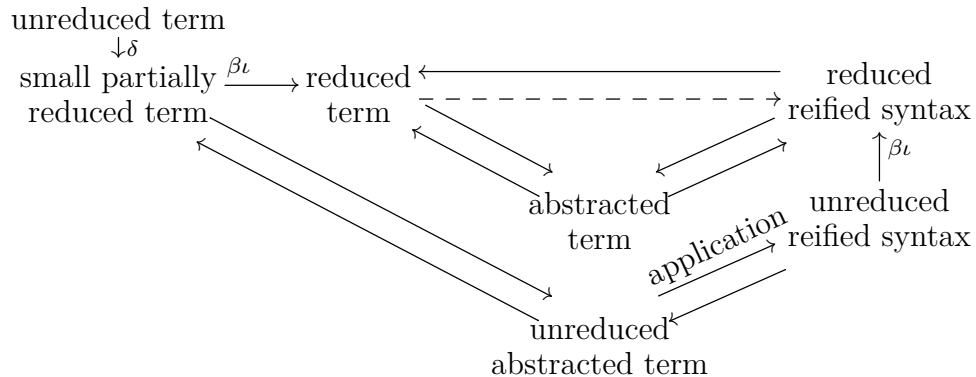 unreduced term
δ
small partially
reduced term
βι
reduced
term
reduced
reified syntax
βι
abstracted
term
unreduced
reified syntax
application
unreduced
abstracted term